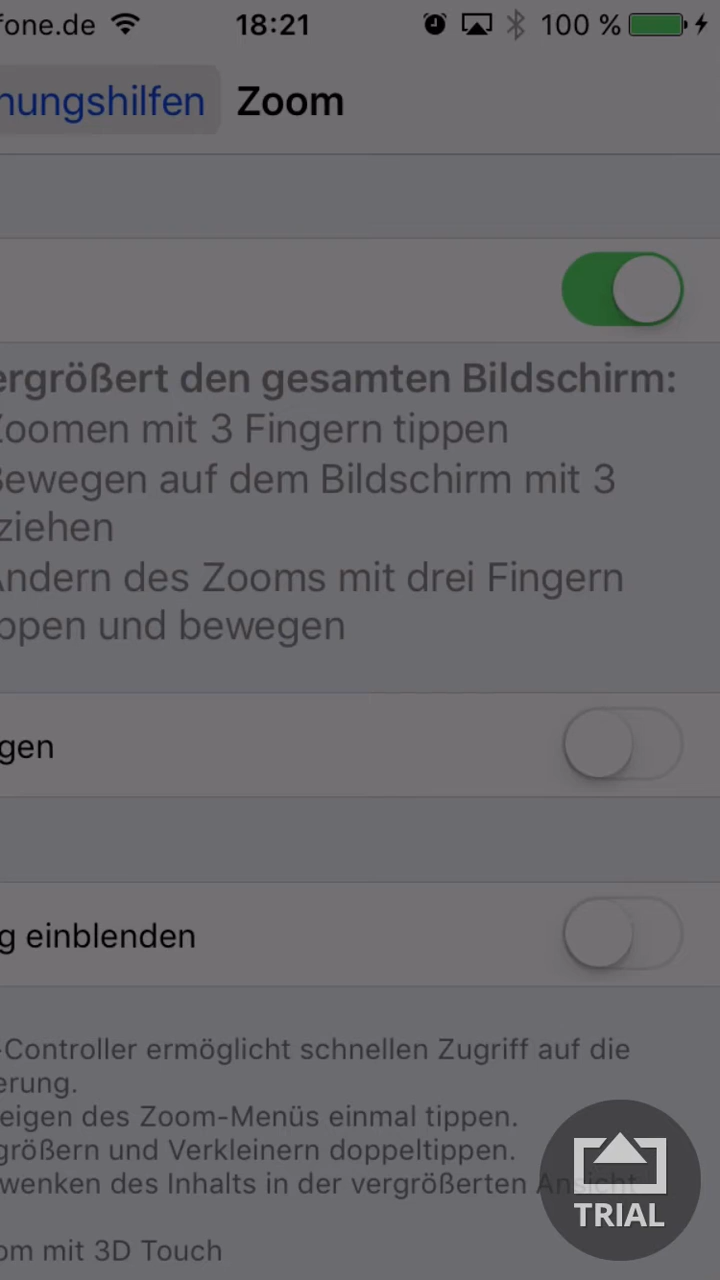 fone.de 18:21 100 %
nungshilfen Zoom
ergrößert den gesamten Bildschirm:
Zoomen mit 3 Fingern tippen
Bewegen auf dem Bildschirm mit 3
ziehen
Ändern des Zooms mit drei Fingern
ppen und bewegen
gen
g einblenden
-Controller ermöglicht schnellen Zugriff auf die
erung.
eigen des Zoom-Menüs einmal tippen.
größern und Verkleinern doppeltippen.
wenken des Inhalts in der vergrößerten Ansicht
om mit 3D Touch
TRIAL